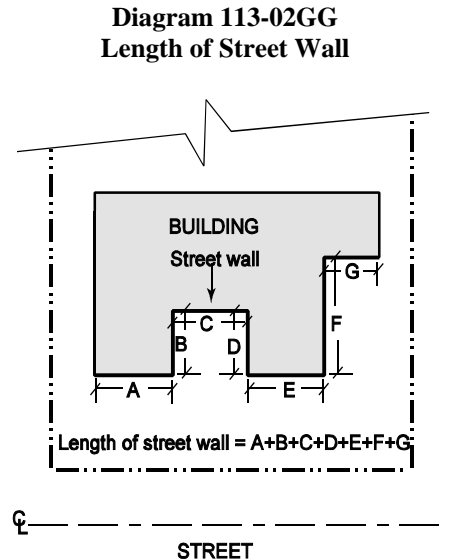 Diagram 113-02GG
Length of Street Wall
BUILDING
Street wall
G
C
F
B
D
A
E
Length of street wall = A+B+C+D+E+F+G
℄
STREET